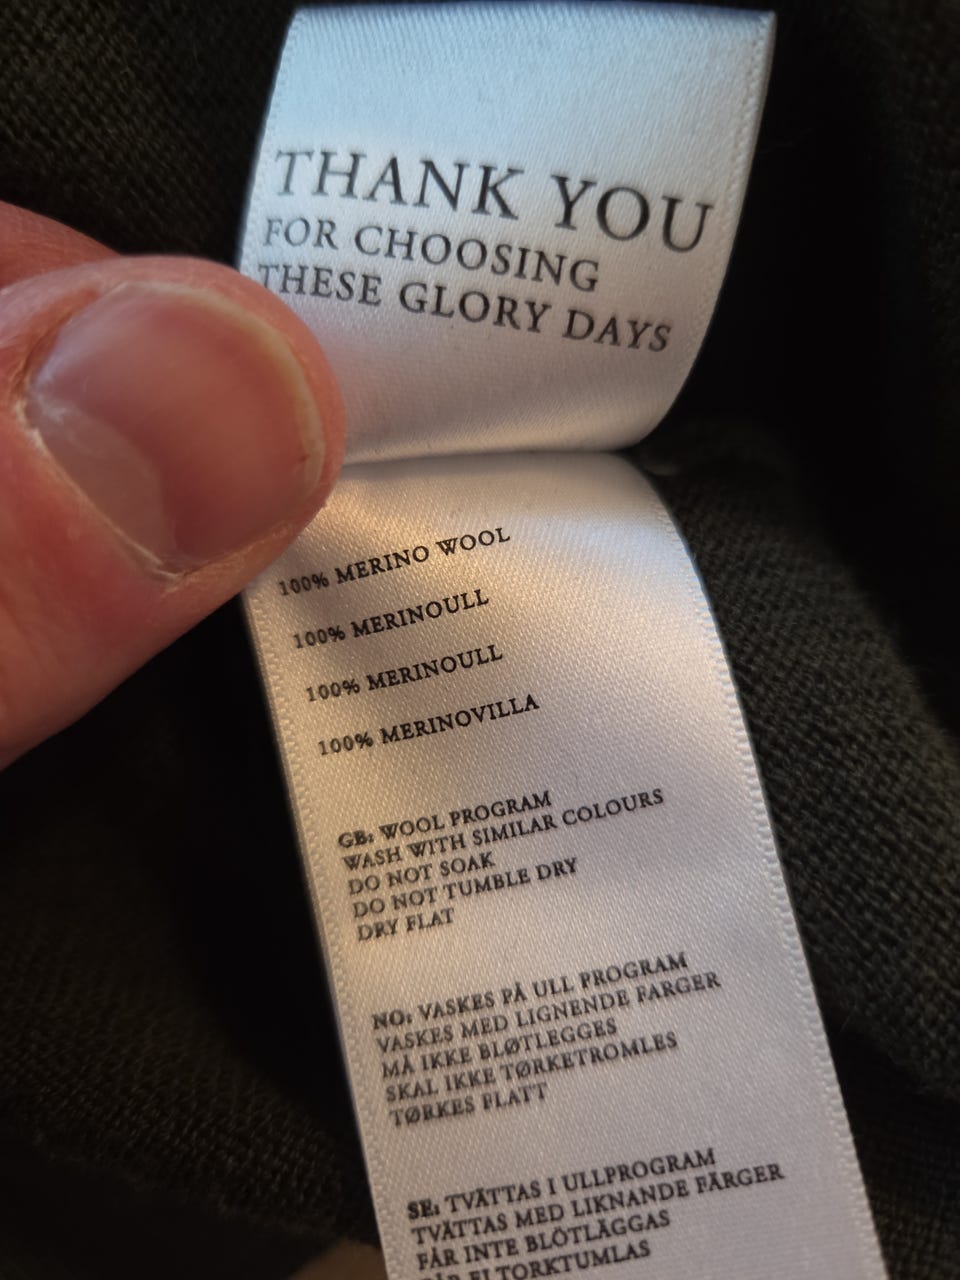 THANK YOU
FOR CHOOSING
THESE GLORY DAYS
100% MERINO WOOL
100% MERINOULL
100% MERINOULL
100% MERINOVILLA
GB: WOOL PROGRAM
WASH WITH SIMILAR COLOURS
DO NOT SOAK
DO NOT TUMBLE DRY
DRY FLAT
NO: VASKES PÅ ULL PROGRAM
VASKES MED LIGNENDE FARGER
MÅ IKKE BLØTLEGGES
SKAL IKKE TØRKETROMLES
TØRKES FLATT
SE: TVÄTTAS I ULLPROGRAM
TVÄTTAS MED LIKNANDE FÄRGER
FÅR INTE BLÖTLÄGGAS
FÅR EJ TORKTUMLAS